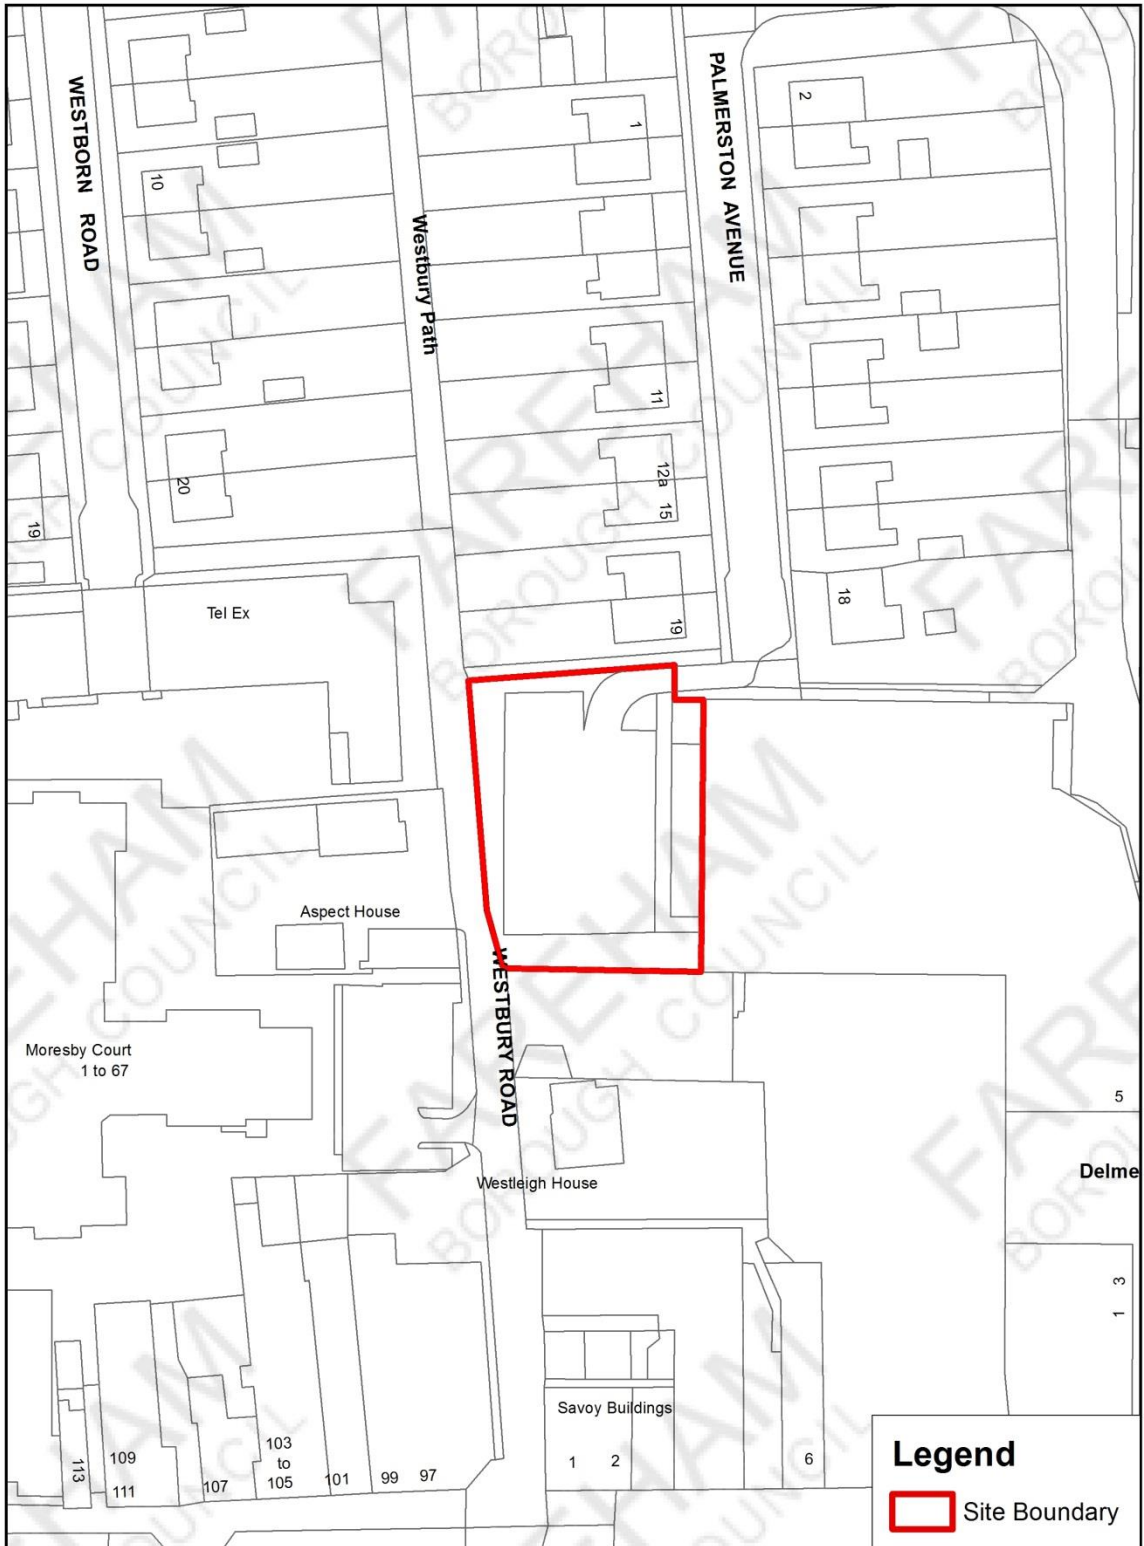 WESTBORN ROAD
PALMERSTON AVENUE
2
1
10
Westbury Path
11
12a
15
20
19
18
19
Tel Ex
Aspect House
WESTBURY ROAD
Moresby Court
1 to 67
5
Delme
Westleigh House
3
1
Savoy Buildings
1
2
6
113
109
111
107
103
to
105
101
99
97
Legend
Site Boundary
FAREHAM
BOROUGH COUNCIL